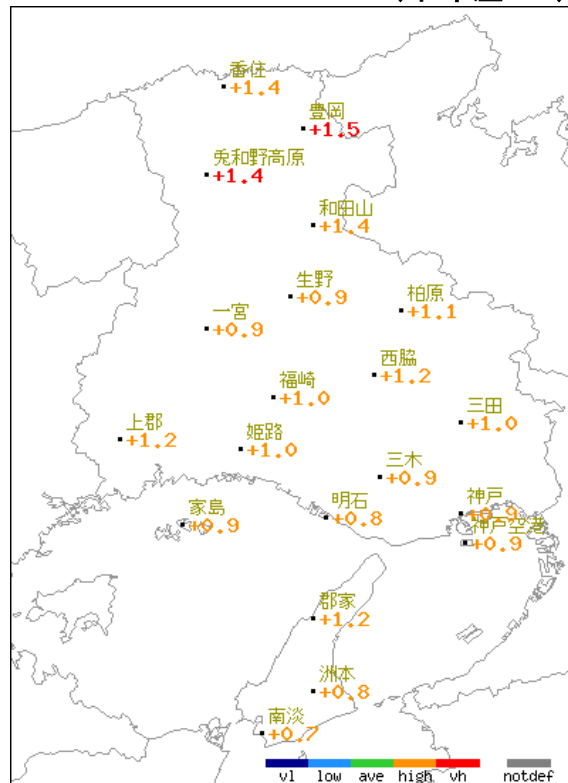 香住
+1.4
豊岡
+1.5
兎和野高原
+1.4
和田山
+1.4
生野
+0.9
柏原
+1.1
一宮
+0.9
西脇
+1.2
福崎
+1.0
三田
+1.0
上郡
+1.2
姫路
+1.0
三木
+0.9
家島
+0.9
明石
+0.8
神戸
+0.9
神戸空港
+0.9
郡家
+1.2
洲本
+0.8
南淡
+0.7
vl low ave high vh notdef